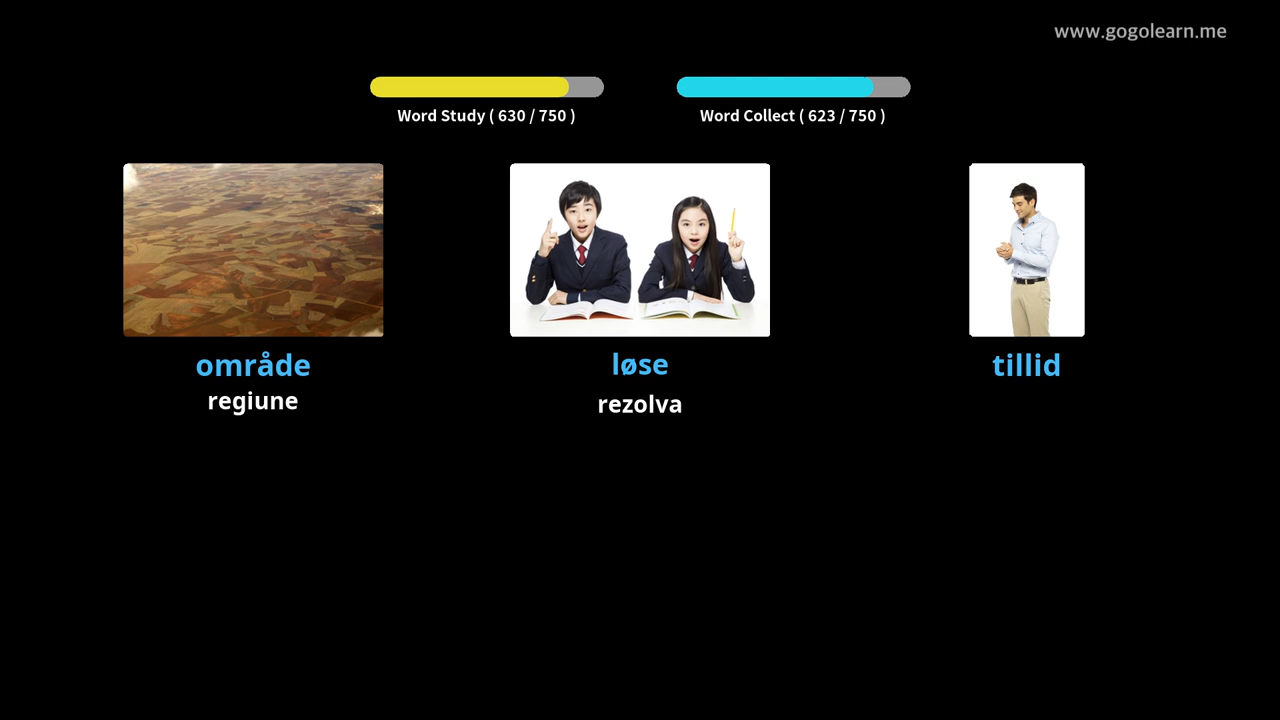 www.gogolearn.me
Word Study ( 630 / 750 )
Word Collect ( 623 / 750 )
område
regiune
løse
rezolva
tillid